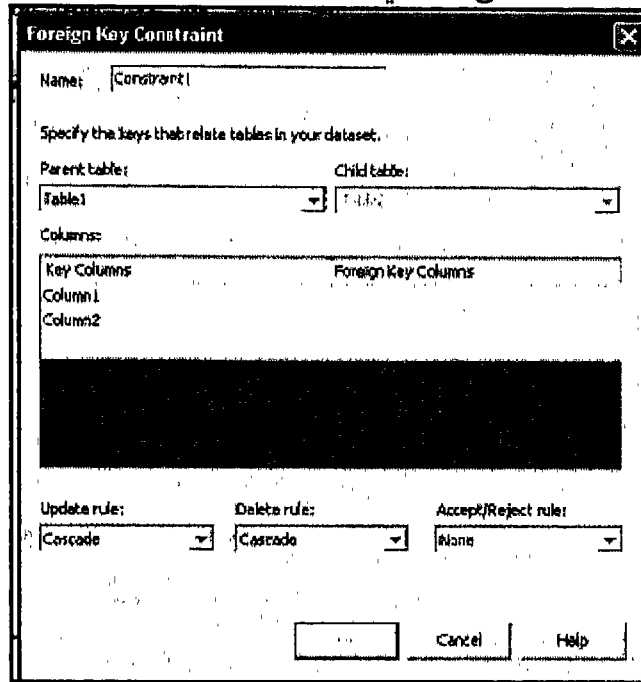 Foreign Key Constraint
Name: Constraint1
Specify the keys that relate tables in your dataset.
Parent table: Child table:
Table1
Columns:
Key Columns Foreign Key Columns
Column1
Column2
Update rule: Delete rule: Accept/Reject rule:
Cascade Cascade None
Cancel Help